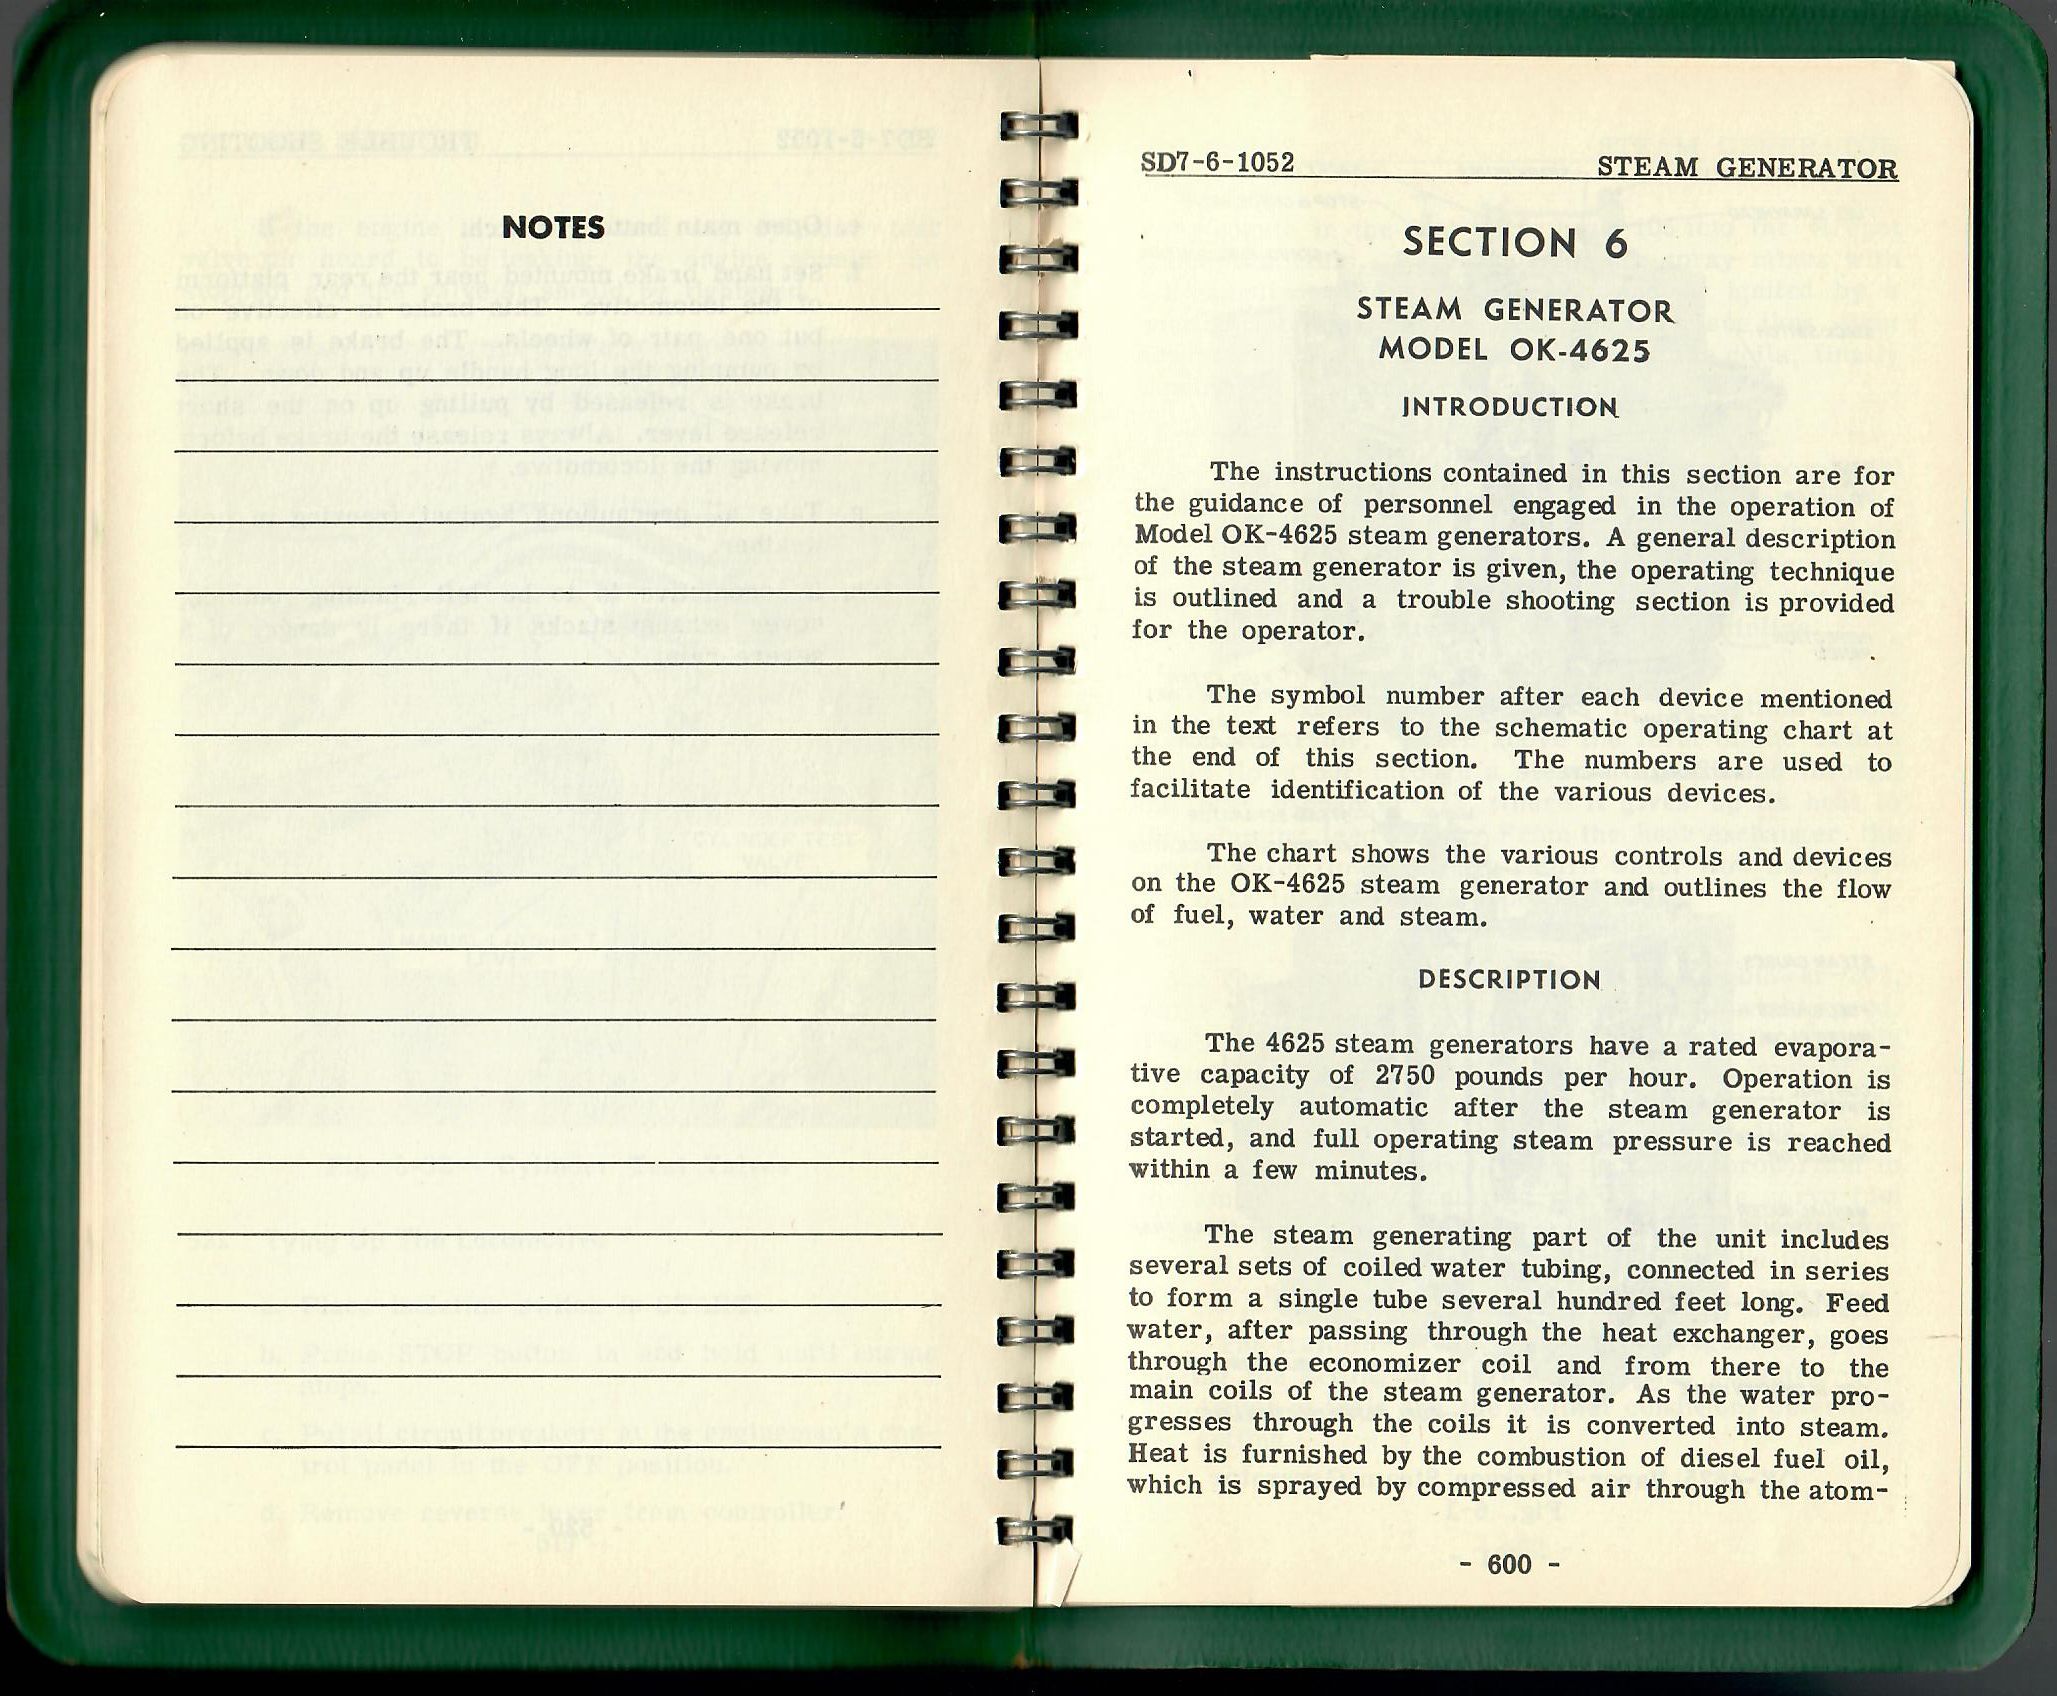 NOTES
SD7-6-1052 STEAM GENERATOR
SECTION 6
STEAM GENERATOR
MODEL OK-4625
INTRODUCTION
The instructions contained in this section are for
the guidance of personnel engaged in the operation of
Model OK-4625 steam generators. A general description
of the steam generator is given, the operating technique
is outlined and a trouble shooting section is provided
for the operator.
The symbol number after each device mentioned
in the text refers to the schematic operating chart at
the end of this section. The numbers are used to
facilitate identification of the various devices.
The chart shows the various controls and devices
on the OK-4625 steam generator and outlines the flow
of fuel, water and steam.
DESCRIPTION
The 4625 steam generators have a rated evapora-
tive capacity of 2750 pounds per hour. Operation is
completely automatic after the steam generator is
started, and full operating steam pressure is reached
within a few minutes.
The steam generating part of the unit includes
several sets of coiled water tubing, connected in series
to form a single tube several hundred feet long. Feed
water, after passing through the heat exchanger, goes
through the economizer coil and from there to the
main coils of the steam generator. As the water pro-
gresses through the coils it is converted into steam.
Heat is furnished by the combustion of diesel fuel oil,
which is sprayed by compressed air through the atom-
- 600 -